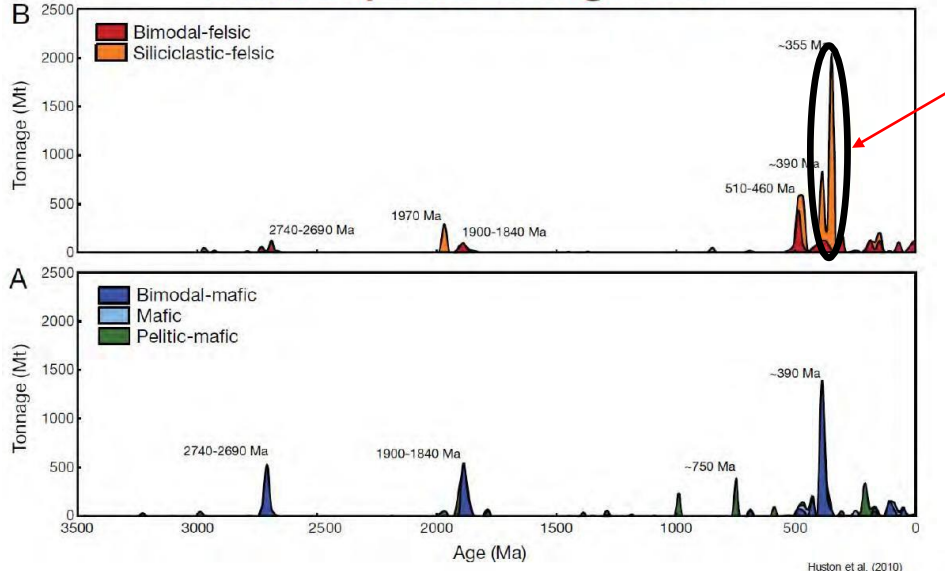 B
2500
2000
1500
1000
500
0
Tonnage (Mt)
Bimodal-felsic
Siliciclastic-felsic
2740-2690 Ma
1970 Ma
1900-1840 Ma
510-460 Ma
~390 Ma
~355 M
A
2500
2000
1500
1000
500
0
Tonnage (Mt)
Bimodal-mafic
Mafic
Pelitic-mafic
2740-2690 Ma
1900-1840 Ma
~750 Ma
~390 Ma
3500 3000 2500 2000 1500 1000 500 0
Age (Ma)
Huston et al. (2010)